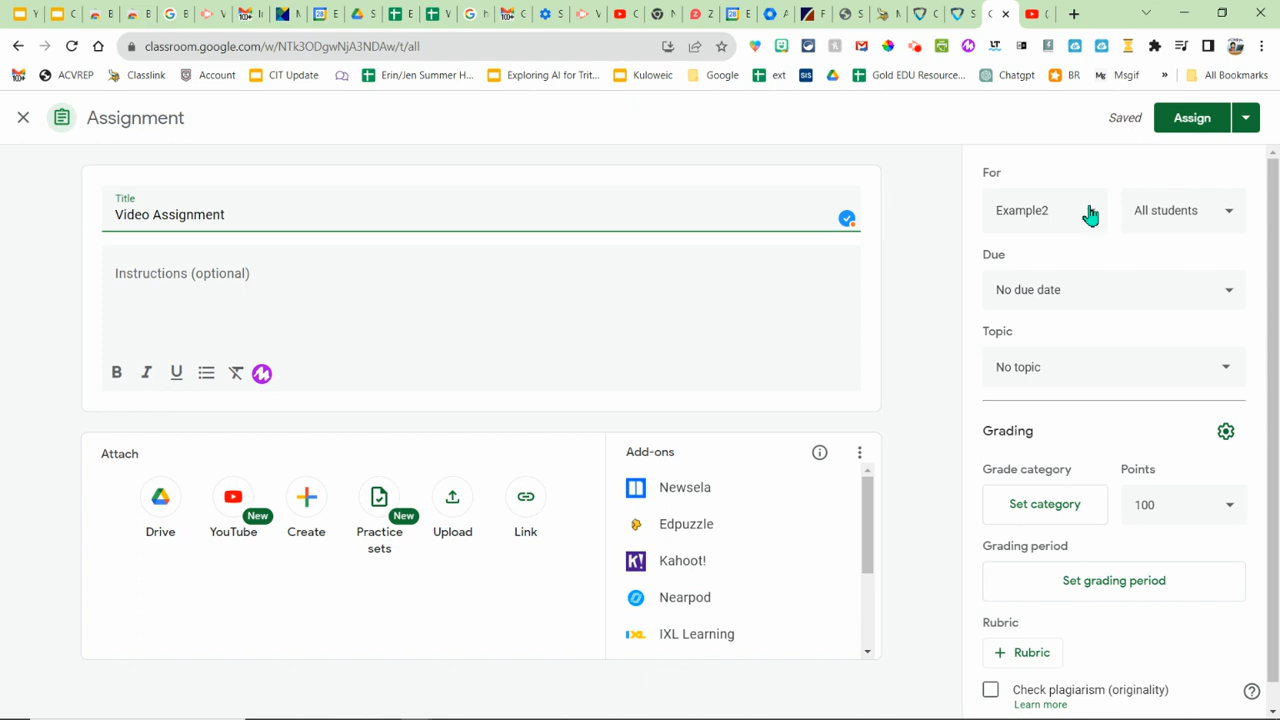 classroom.google.com/u/0/c/NTk3ODgwNjA3NDAw/t/all
ACVREP
Classlink
Account
CIT Update
Erin/Jen Summer H...
Exploring AI for Trit...
Kuloweic
Google
ext
SIS
Gold EDU Resource...
Chatgpt
BR
Msgif
»
All Bookmarks
Assignment
Saved
Assign
Title
Video Assignment
Instructions (optional)
B I U
For
Example2
All students
Due
No due date
Topic
No topic
Grading
Grade category
Points
Set category
100
Grading period
Set grading period
Rubric
+ Rubric
Check plagiarism (originality)
Learn more
Attach
Drive
YouTube
New
Create
Practice sets
New
Upload
Link
Add-ons
Newsela
Edpuzzle
K! Kahoot!
Nearpod
IXL IXL Learning